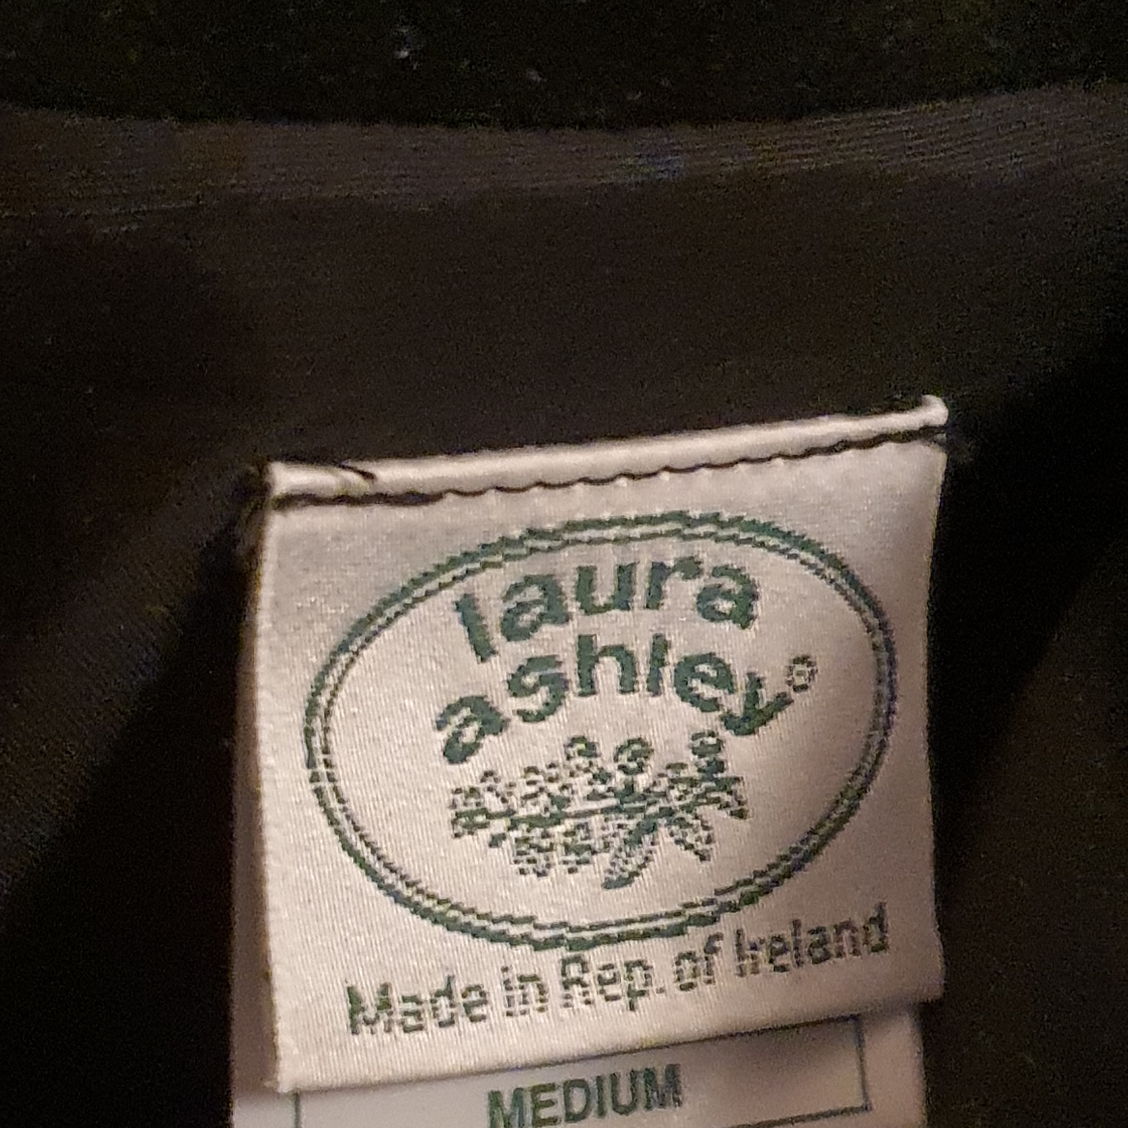 laura
ashley®
Made in Rep. of Ireland
MEDIUM